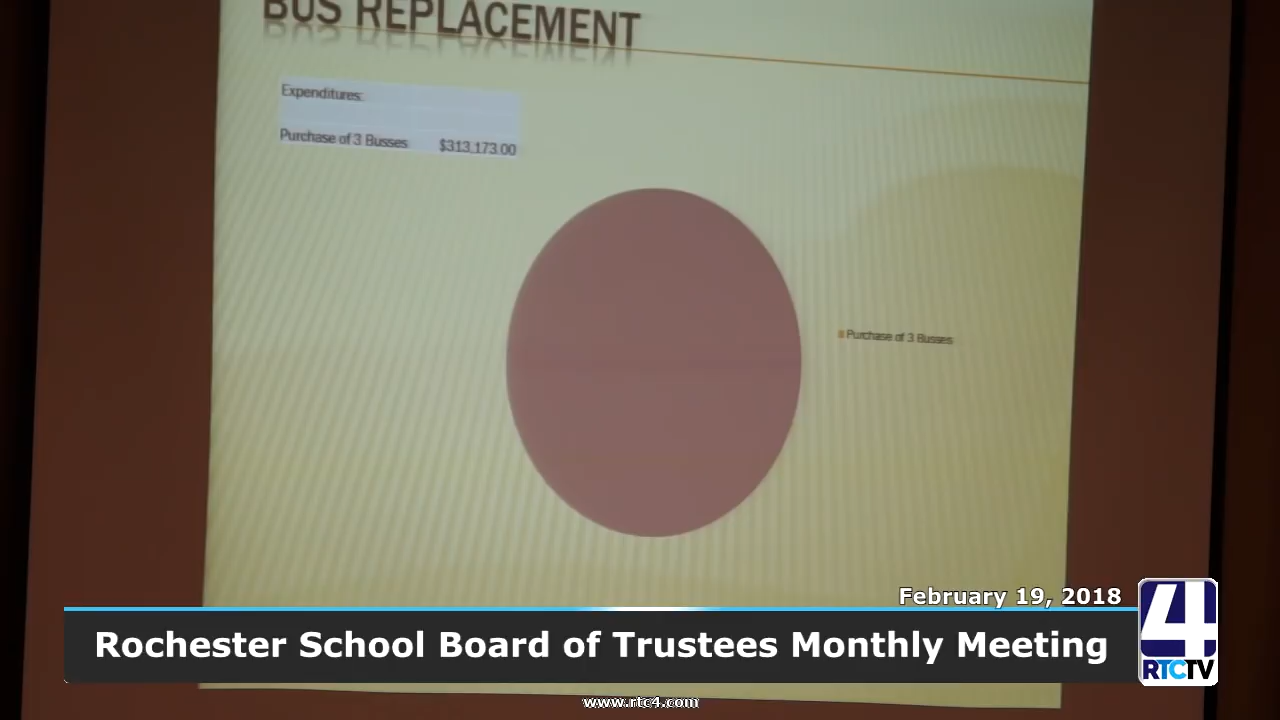 BUS REPLACEMENT
Expenditures:
Purchase of 3 Busses $313,173.00
Purchase of 3 Busses
February 19, 2018
Rochester School Board of Trustees Monthly Meeting
4
RTCTV
www.rtc4.com